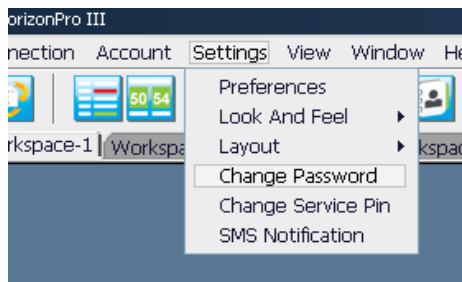 orizonPro III
nnection Account Settings View Window He
50 54
rkspace-1 Workspa kspac
Preferences
Look And Feel
Layout
Change Password
Change Service Pin
SMS Notification